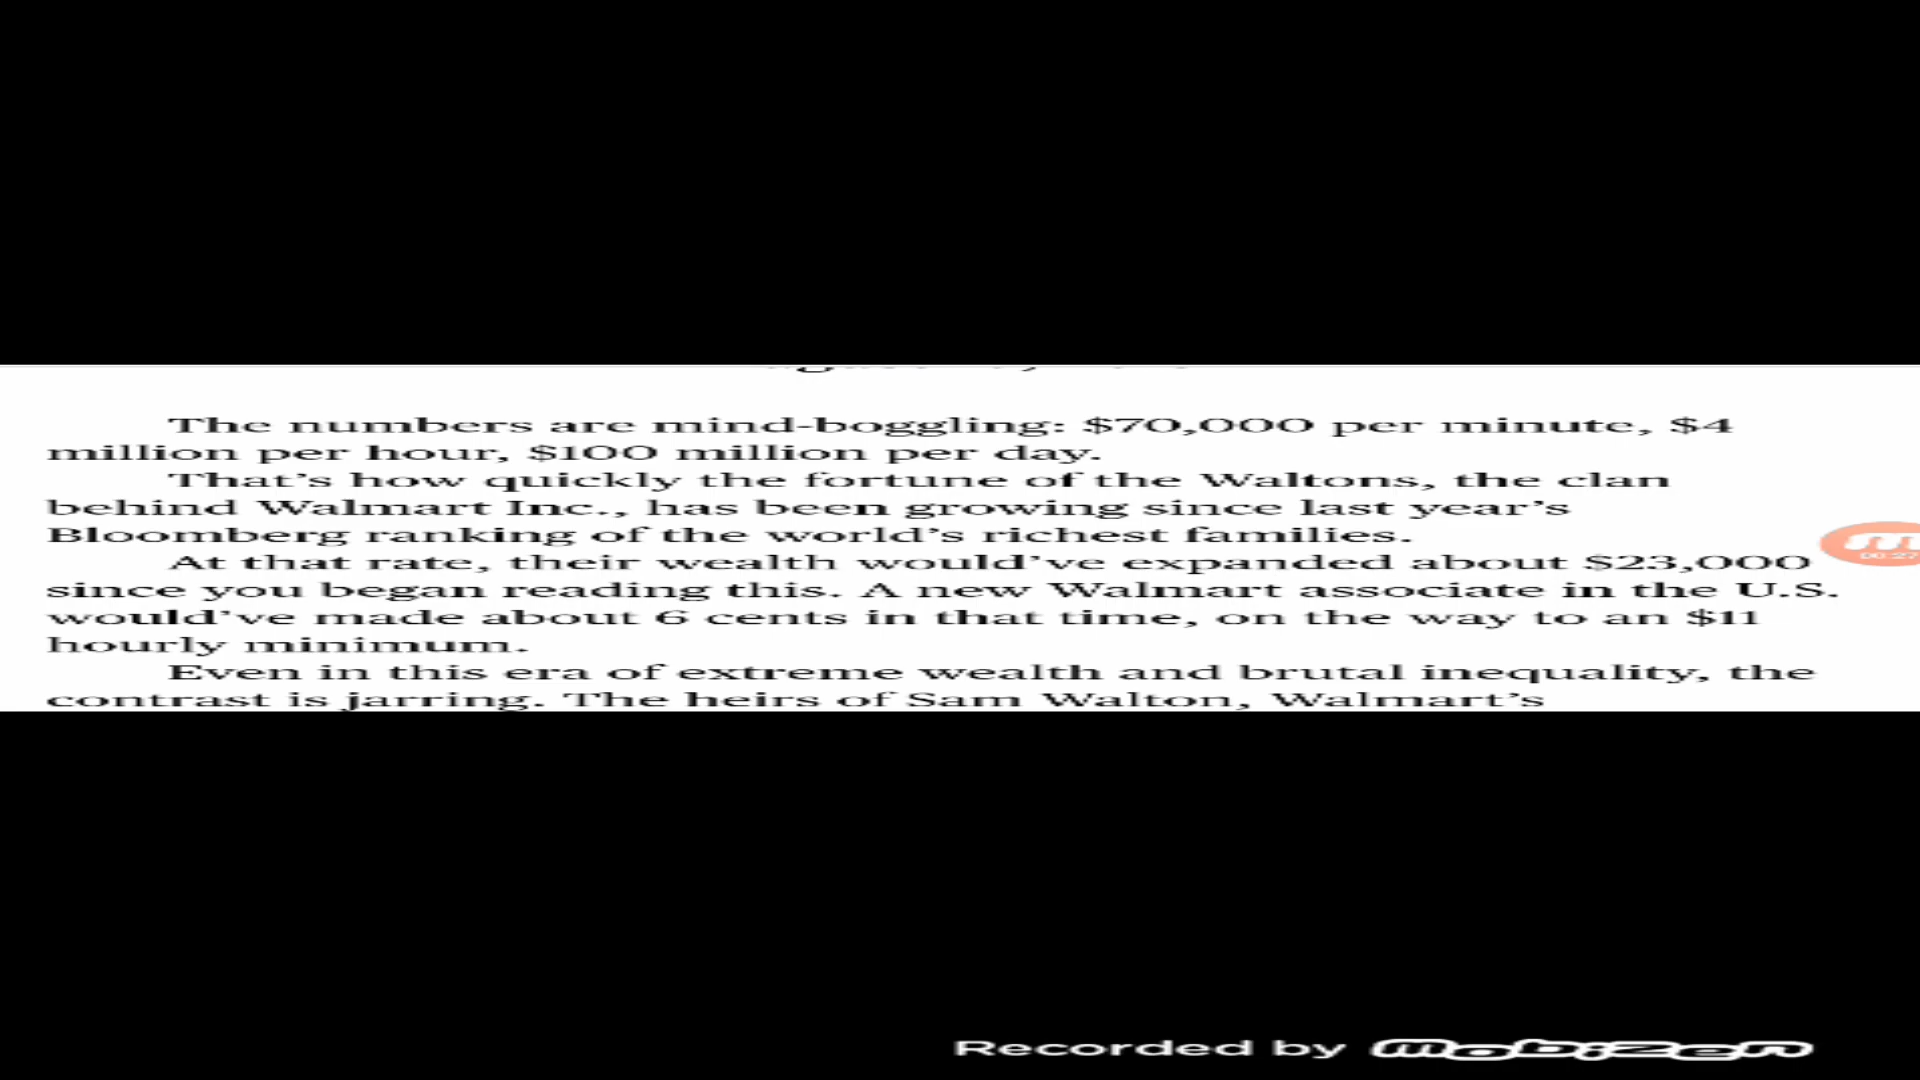 The numbers are mind-boggling: $70,000 per minute, $4
million per hour, $100 million per day.
That's how quickly the fortune of the Waltons, the clan
behind Walmart Inc., has been growing since last year's
Bloomberg ranking of the world's richest families.
At that rate, their wealth would've expanded about $23,000
since you began reading this. A new Walmart associate in the U.S.
would've made about 6 cents in that time, on the way to an $11
hourly minimum.
Even in this era of extreme wealth and brutal inequality, the
contrast is jarring. The heirs of Sam Walton, Walmart's
00:27
Recorded by mobizen